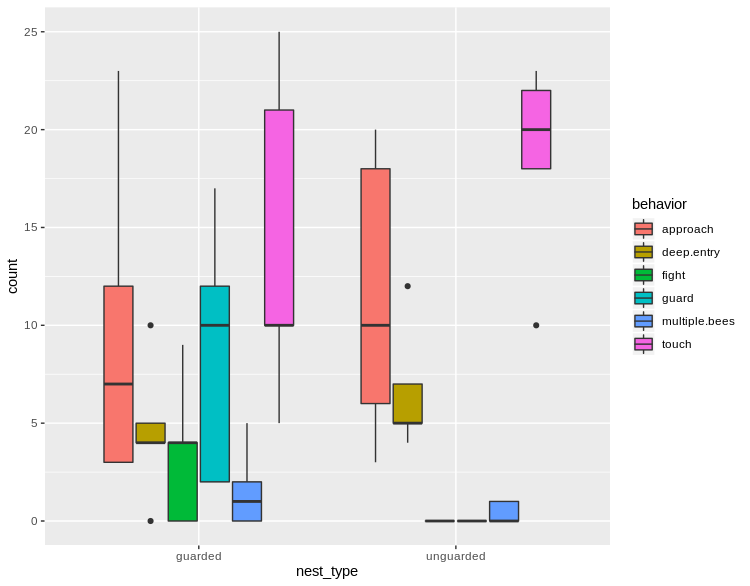 25
20
15
10
5
0
count
guarded
unguarded
nest_type
behavior
approach
deep.entry
fight
guard
multiple.bees
touch